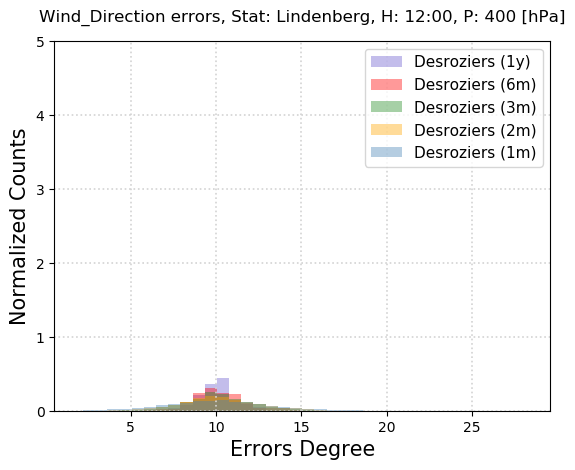 Wind_Direction errors, Stat: Lindenberg, H: 12:00, P: 400 [hPa]
Normalized Counts
5
4
3
2
1
0
Desroziers (1y)
Desroziers (6m)
Desroziers (3m)
Desroziers (2m)
Desroziers (1m)
5 10 15 20 25
Errors Degree